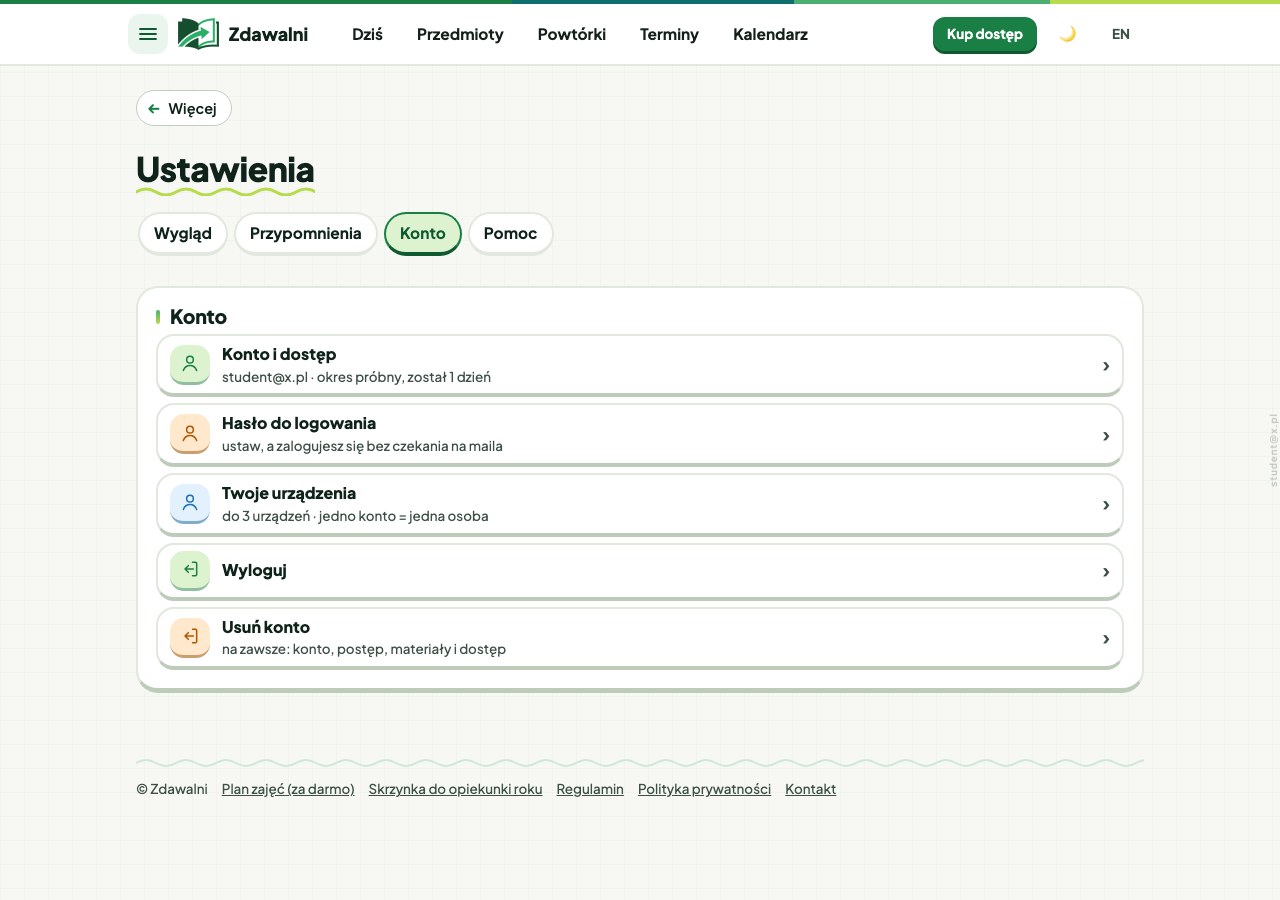 Zdawalni
Dziś
Przedmioty
Powtórki
Terminy
Kalendarz
Kup dostęp
EN
Więcej
Ustawienia
Wygląd
Przypomnienia
Konto
Pomoc
Konto
Konto i dostęp
student@x.pl · okres próbny, został 1 dzień
Hasło do logowania
ustaw, a zalogujesz się bez czekania na maila
Twoje urządzenia
do 3 urządzeń · jedno konto = jedna osoba
Wyloguj
Usuń konto
na zawsze: konto, postęp, materiały i dostęp
student@x.pl
© Zdawalni
Plan zajęć (za darmo)
Skrzynka do opiekunki roku
Regulamin
Polityka prywatności
Kontakt